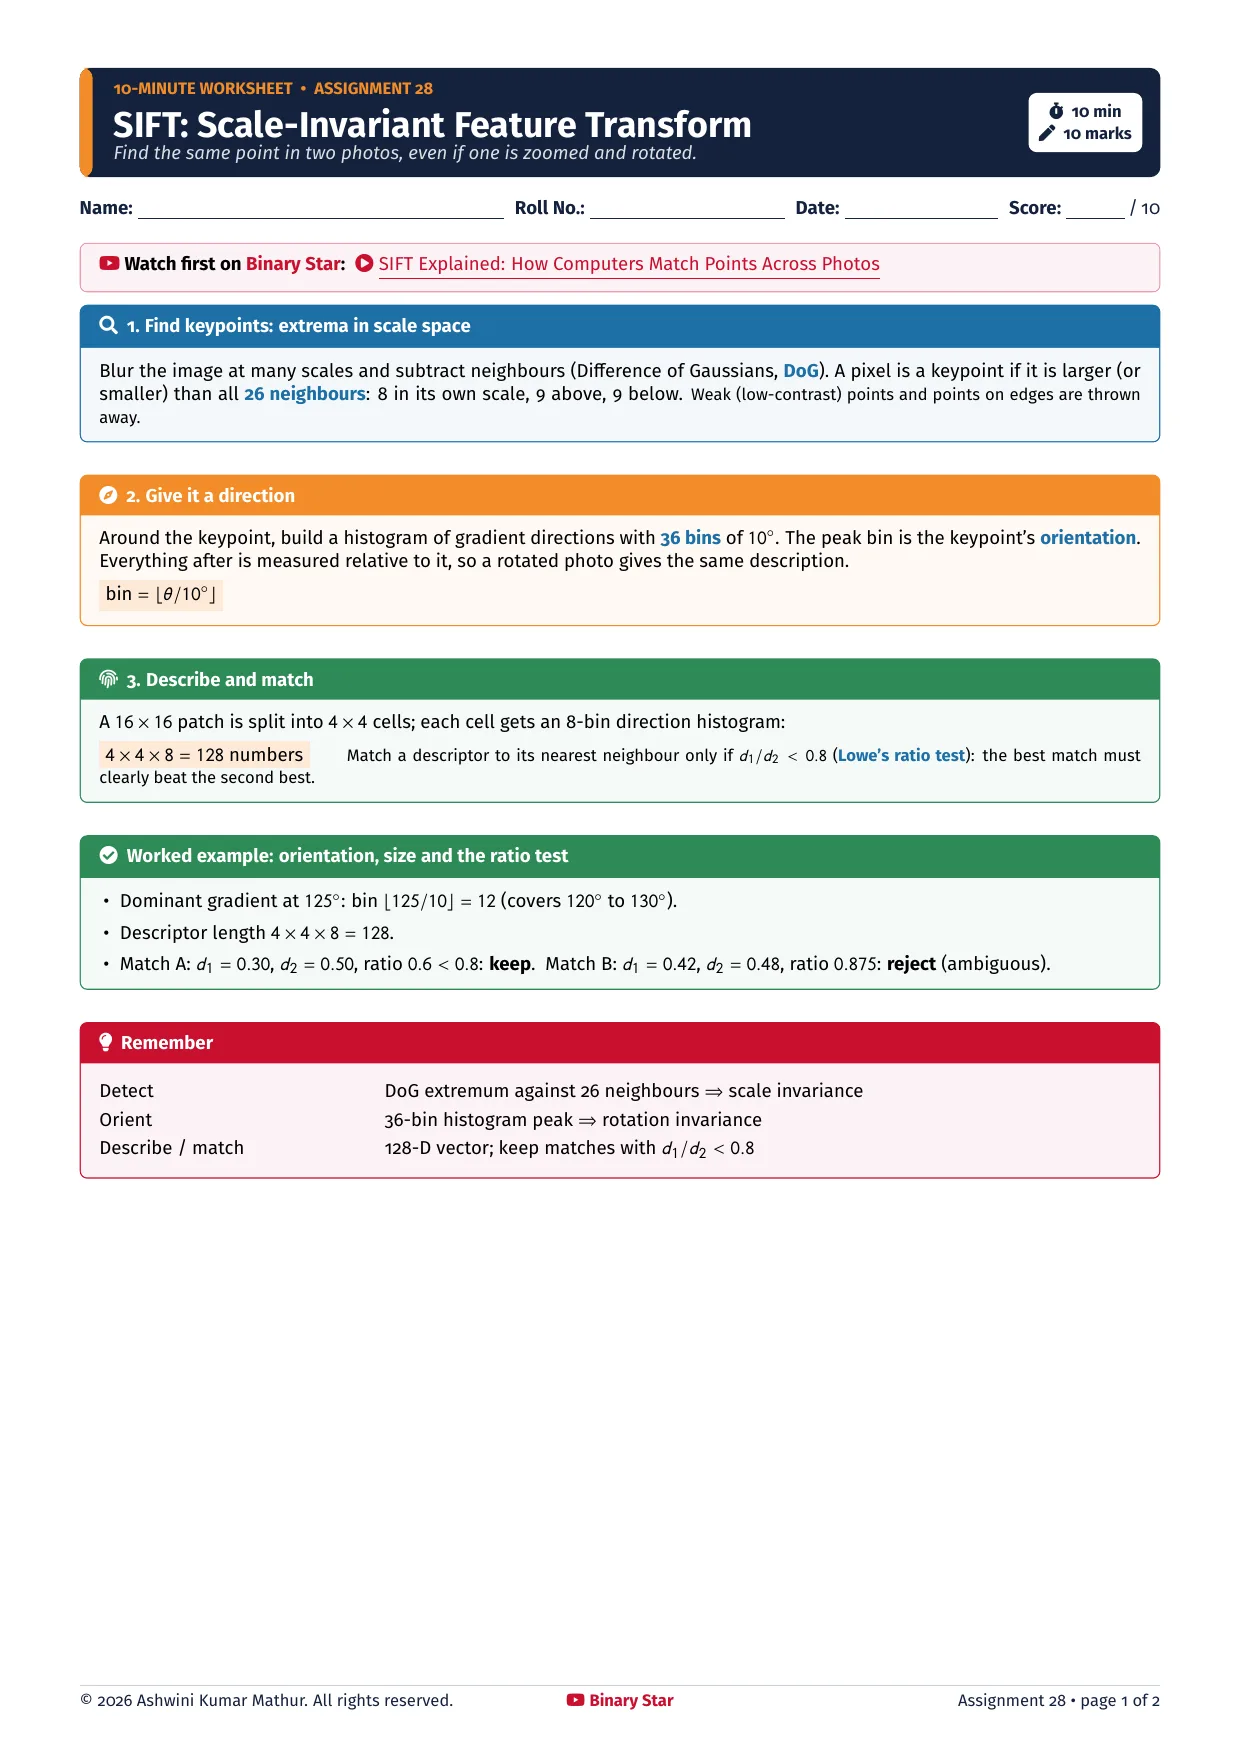 10-MINUTE WORKSHEET • ASSIGNMENT 28
SIFT: Scale-Invariant Feature Transform
Find the same point in two photos, even if one is zoomed and rotated.
10 min
10 marks
Name: Roll No.: Date: Score: / 10
Watch first on Binary Star: SIFT Explained: How Computers Match Points Across Photos
1. Find keypoints: extrema in scale space
Blur the image at many scales and subtract neighbours (Difference of Gaussians, DoG). A pixel is a keypoint if it is larger (or
smaller) than all 26 neighbours: 8 in its own scale, 9 above, 9 below. Weak (low-contrast) points and points on edges are thrown
away.
2. Give it a direction
Around the keypoint, build a histogram of gradient directions with 36 bins of 10°. The peak bin is the keypoint's orientation.
Everything after is measured relative to it, so a rotated photo gives the same description.
bin = ⌊θ/10°⌋
3. Describe and match
A 16 × 16 patch is split into 4 × 4 cells; each cell gets an 8-bin direction histogram:
4 × 4 × 8 = 128 numbers Match a descriptor to its nearest neighbour only if d₁/d₂ < 0.8 (Lowe's ratio test): the best match must
clearly beat the second best.
Worked example: orientation, size and the ratio test
• Dominant gradient at 125°: bin ⌊125/10⌋ = 12 (covers 120° to 130°).
• Descriptor length 4 × 4 × 8 = 128.
• Match A: d₁ = 0.30, d₂ = 0.50, ratio 0.6 < 0.8: keep. Match B: d₁ = 0.42, d₂ = 0.48, ratio 0.875: reject (ambiguous).
Remember
Detect DoG extremum against 26 neighbours ⇒ scale invariance
Orient 36-bin histogram peak ⇒ rotation invariance
Describe / match 128-D vector; keep matches with d₁/d₂ < 0.8
© 2026 Ashwini Kumar Mathur. All rights reserved. Binary Star Assignment 28 • page 1 of 2